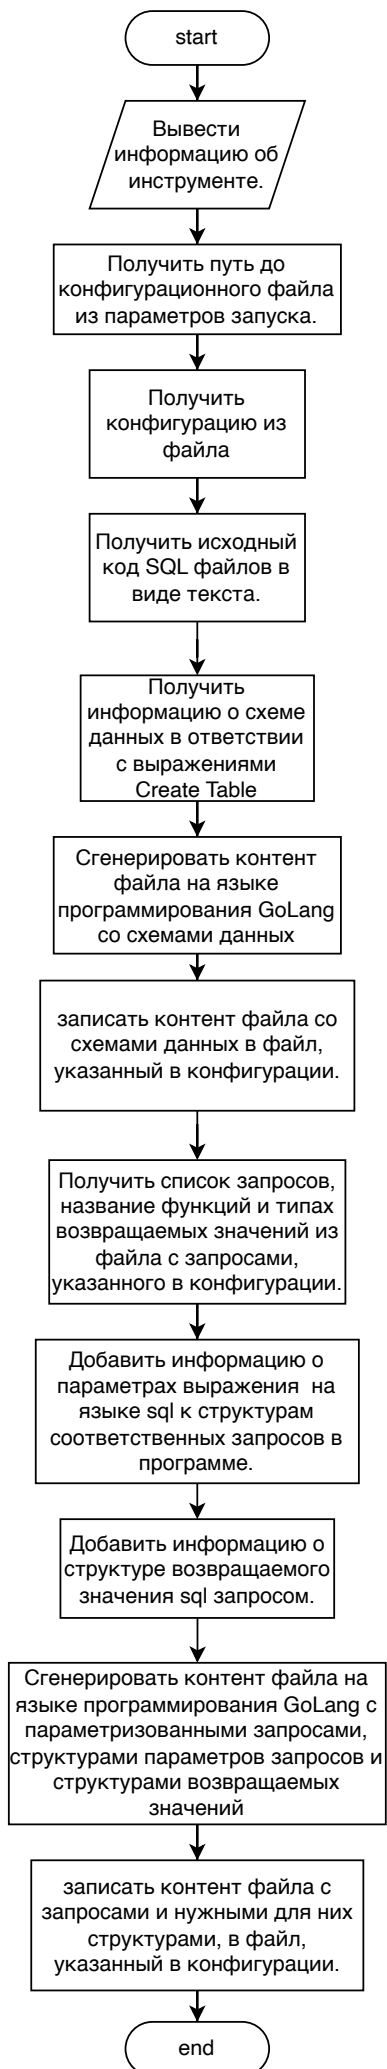 start
Вывести
информацию об
инструменте.
Получить путь до
конфигурационного файла
из параметров запуска.
Получить
конфигурацию из
файла
Получить исходный
код SQL файлов в
виде текста.
Получить
информацию о схеме
данных в ответствии
с выражениями
Create Table
Сгенерировать контент
файла на языке
программирования GoLang
со схемами данных
записать контент файла со
схемами данных в файл,
указанный в конфигурации.
Получить список запросов,
название функций и типах
возвращаемых значений из
файла с запросами,
указанного в конфигурации.
Добавить информацию о
параметрах выражения  на
языке sql к структурам
соответственных запросов в
программе.
Добавить информацию о
структуре возвращаемого
значения sql запросом.
Сгенерировать контент файла на
языке программирования GoLang с
параметризованными запросами,
структурами параметров запросов и
структурами возвращаемых
значений
записать контент файла с
запросами и нужными для них
структурами, в файл,
указанный в конфигурации.
end